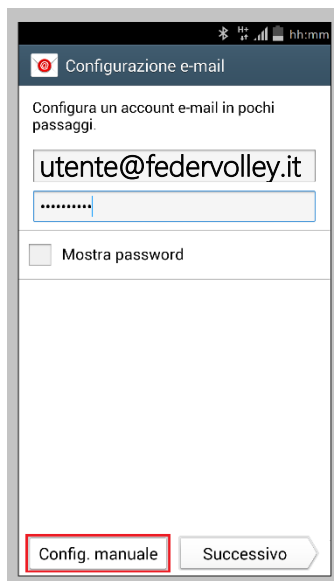 H+ hh:mm
Configurazione e-mail
Configura un account e-mail in pochi
passaggi.
utente@federvolley.it
••••••••••
Mostra password
Config. manuale
Successivo